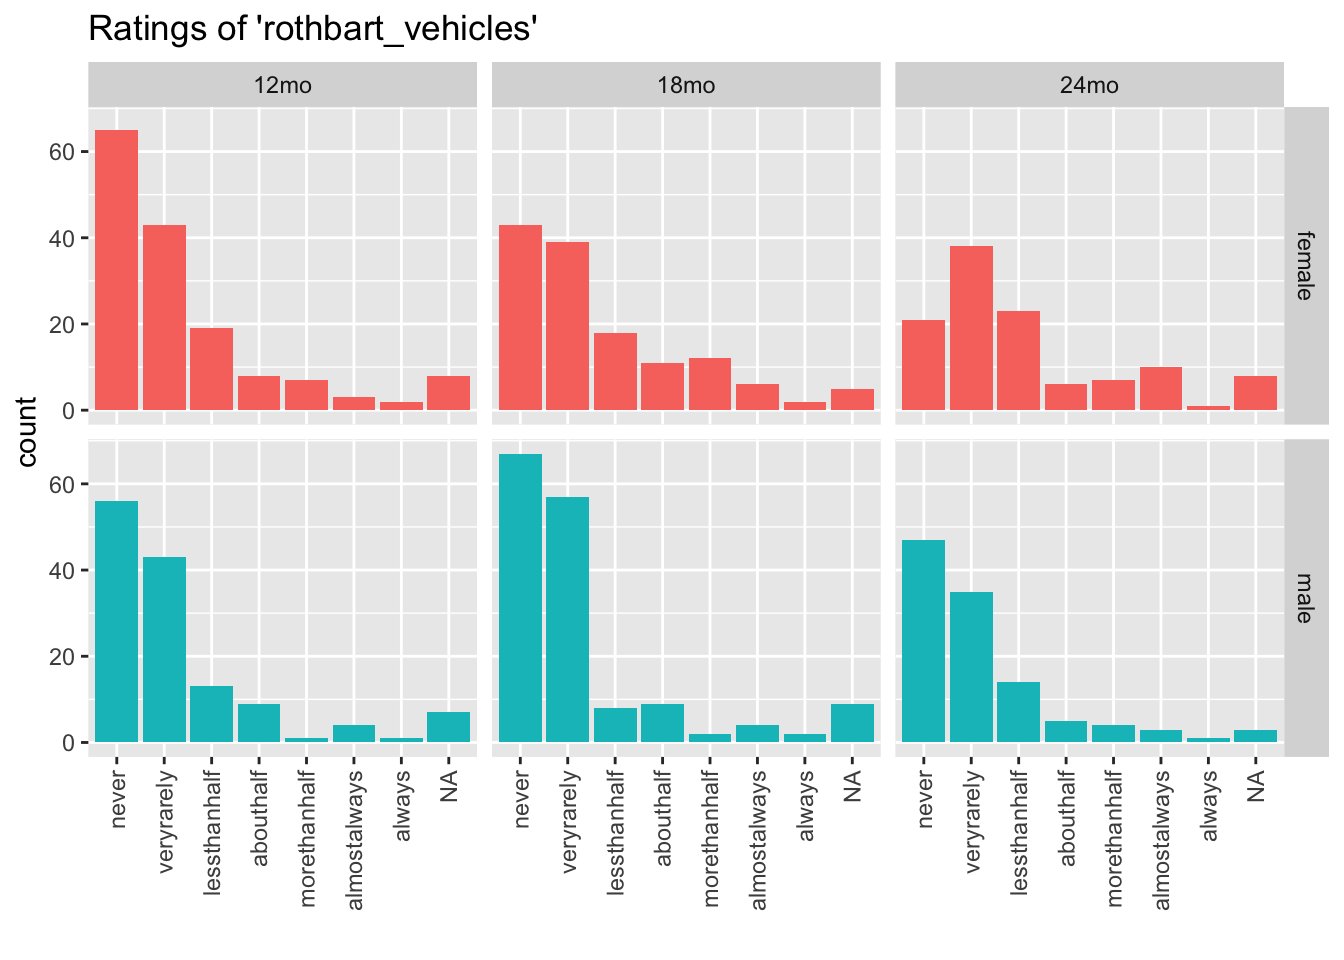 Ratings of 'rothbart_vehicles'
12mo
18mo
24mo
60
40
20
0
female
count
60
40
20
0
male
never
veryrarely
lessthanhalf
abouthalf
morethanhalf
almostalways
always
NA
never
veryrarely
lessthanhalf
abouthalf
morethanhalf
almostalways
always
NA
never
veryrarely
lessthanhalf
abouthalf
morethanhalf
almostalways
always
NA